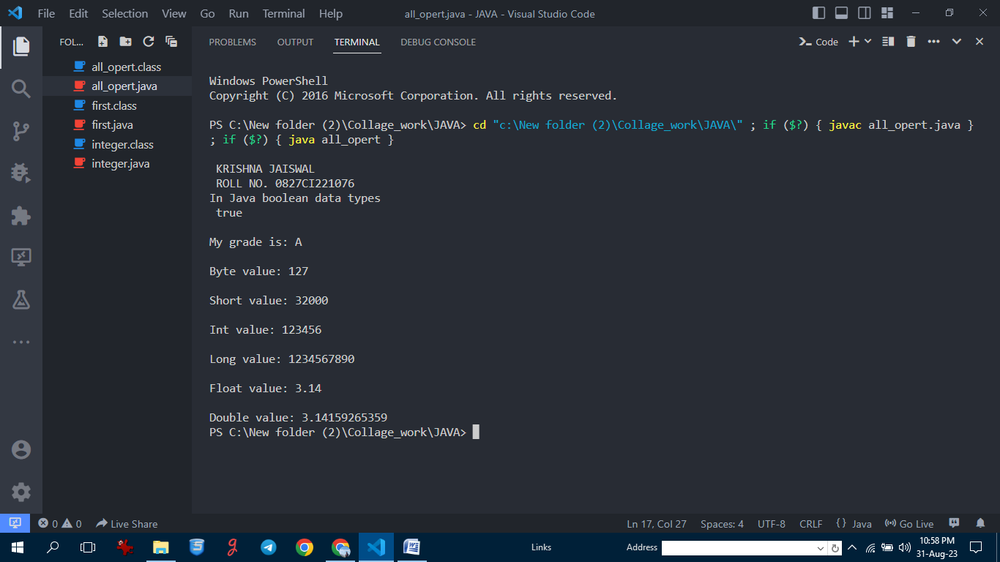 File Edit Selection View Go Run Terminal Help all_opert.java - JAVA - Visual Studio Code
FOL...
all_opert.class
all_opert.java
first.class
first.java
integer.class
integer.java
PROBLEMS OUTPUT TERMINAL DEBUG CONSOLE Code
Windows PowerShell
Copyright (C) 2016 Microsoft Corporation. All rights reserved.
PS C:\New folder (2)\Collage_work\JAVA> cd "c:\New folder (2)\Collage_work\JAVA\" ; if ($?) { javac all_opert.java }
; if ($?) { java all_opert }
KRISHNA JAISWAL
ROLL NO. 0827CI221076
In Java boolean data types
true
My grade is: A
Byte value: 127
Short value: 32000
Int value: 123456
Long value: 1234567890
Float value: 3.14
Double value: 3.14159265359
PS C:\New folder (2)\Collage_work\JAVA>
0 0 Live Share Ln 17, Col 27 Spaces: 4 UTF-8 CRLF { } Java Go Live
Links Address 10:58 PM
31-Aug-23